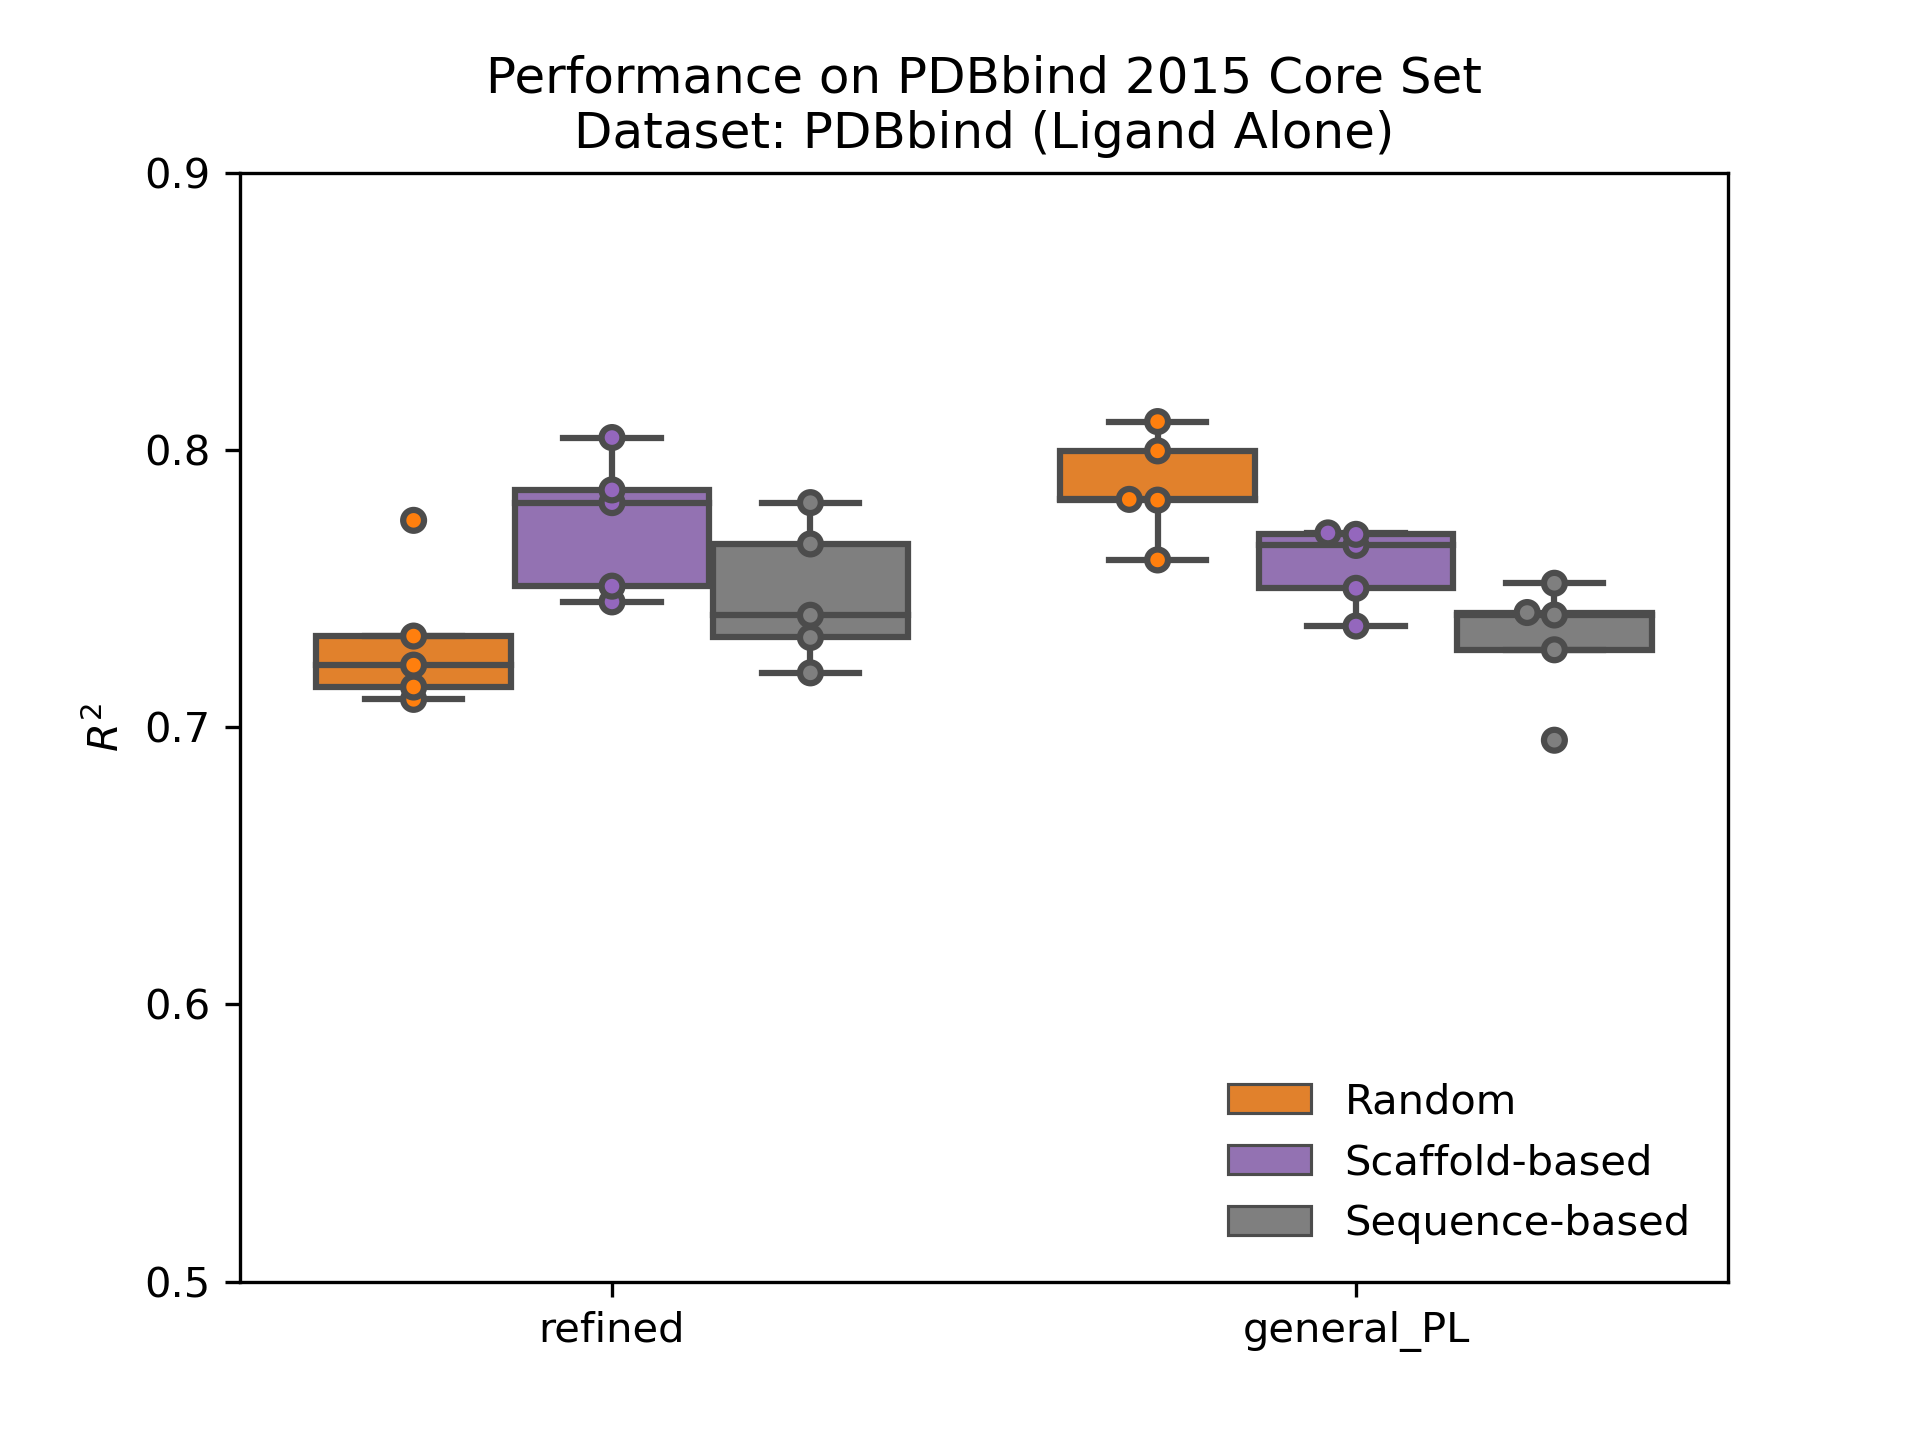 Performance on PDBbind 2015 Core Set
Dataset: PDBbind (Ligand Alone)
0.9
0.8
0.7
0.6
0.5
R²
refined
general_PL
Random
Scaffold-based
Sequence-based